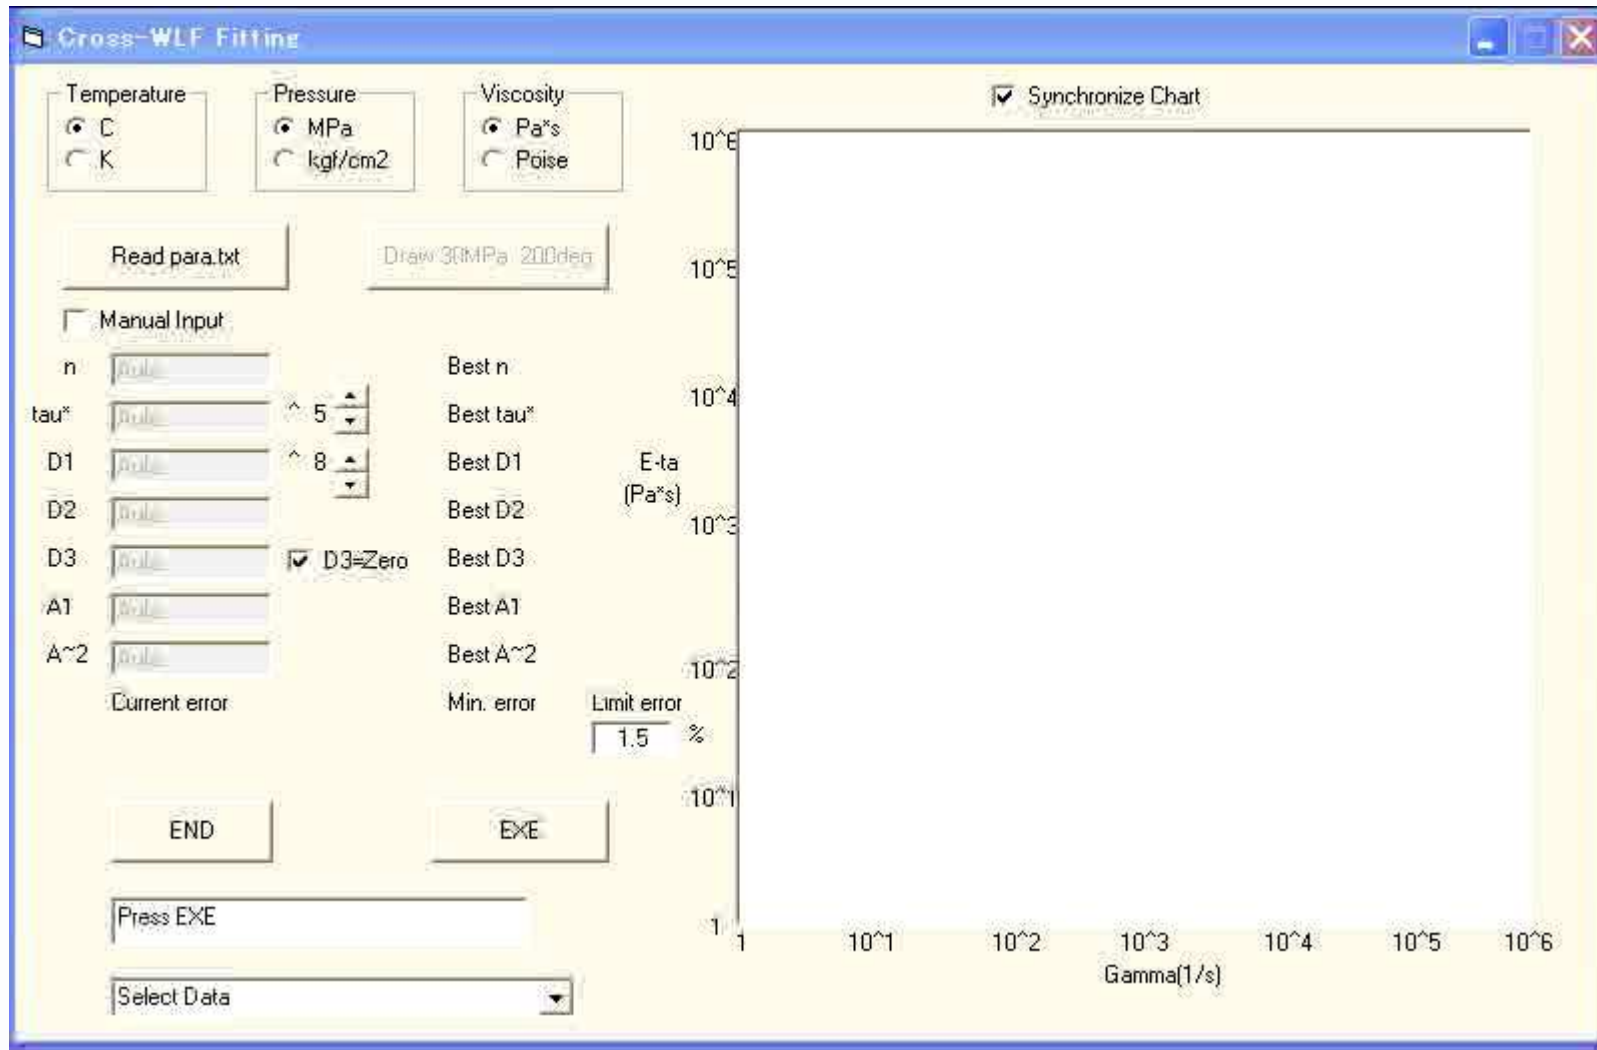 Cross-WLF Fitting
Temperature
C
K
Pressure
MPa
kgf/cm2
Viscosity
Pa*s
Poise
Synchronize Chart
Read para.txt
Draw 30MPa 200deg
Manual Input
n
Best n
tau*
^ 5
Best tau*
D1
^ 8
Best D1
D2
Best D2
D3
D3=Zero
Best D3
A1
Best A1
A~2
Best A~2
Current error
Min. error
Limit error
1.5 %
END
EXE
Press EXE
Select Data
10^6
10^5
10^4
E-ta
(Pa*s)
10^3
10^2
10^1
1
1 10^1 10^2 10^3 10^4 10^5 10^6
Gamma(1/s)